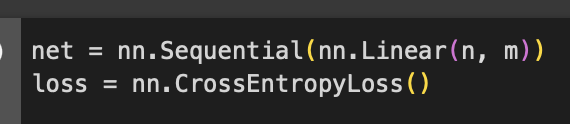 net = nn.Sequential(nn.Linear(n, m))
loss = nn.CrossEntropyLoss()